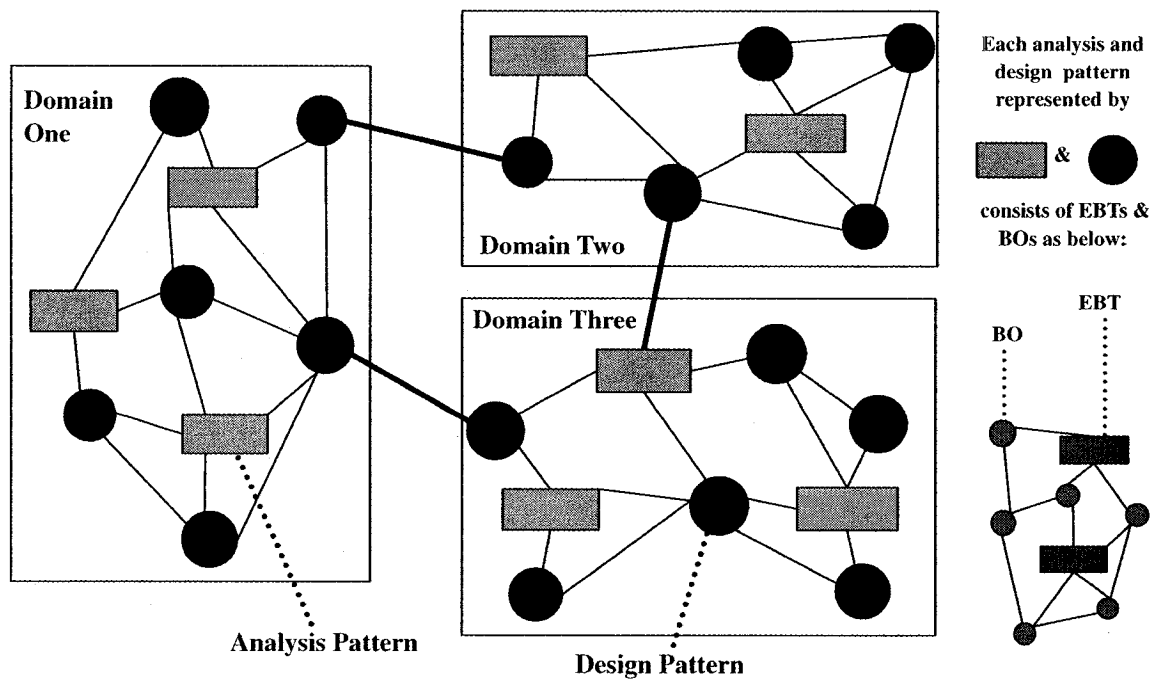 Domain
One
Domain Two
Domain Three
Analysis Pattern
Design Pattern
Each analysis and
design pattern
represented by
&
consists of EBTs &
BOs as below:
EBT
BO